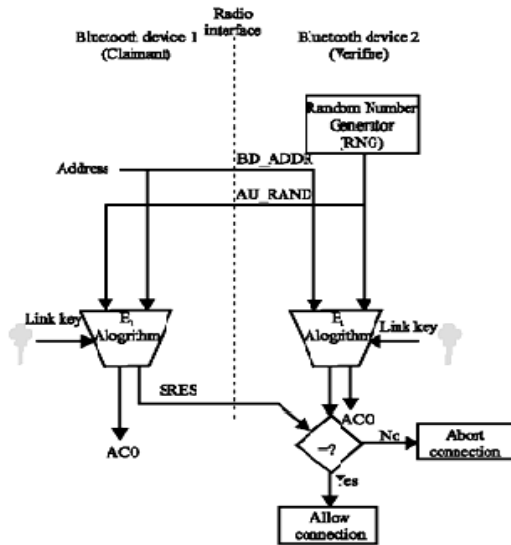 Radio
interface
Bluetooth device 1
(Claimant)
Bluetooth device 2
(Verifire)
Random Number
Generator
(RNG)
Address
BD_ADDR
AU_RAND
Link key
E1
Alogrithm
E1
Alogrithm
Link key
SRES
ACO
ACO
=?
No
Abort
connection
Yes
Allow
connection